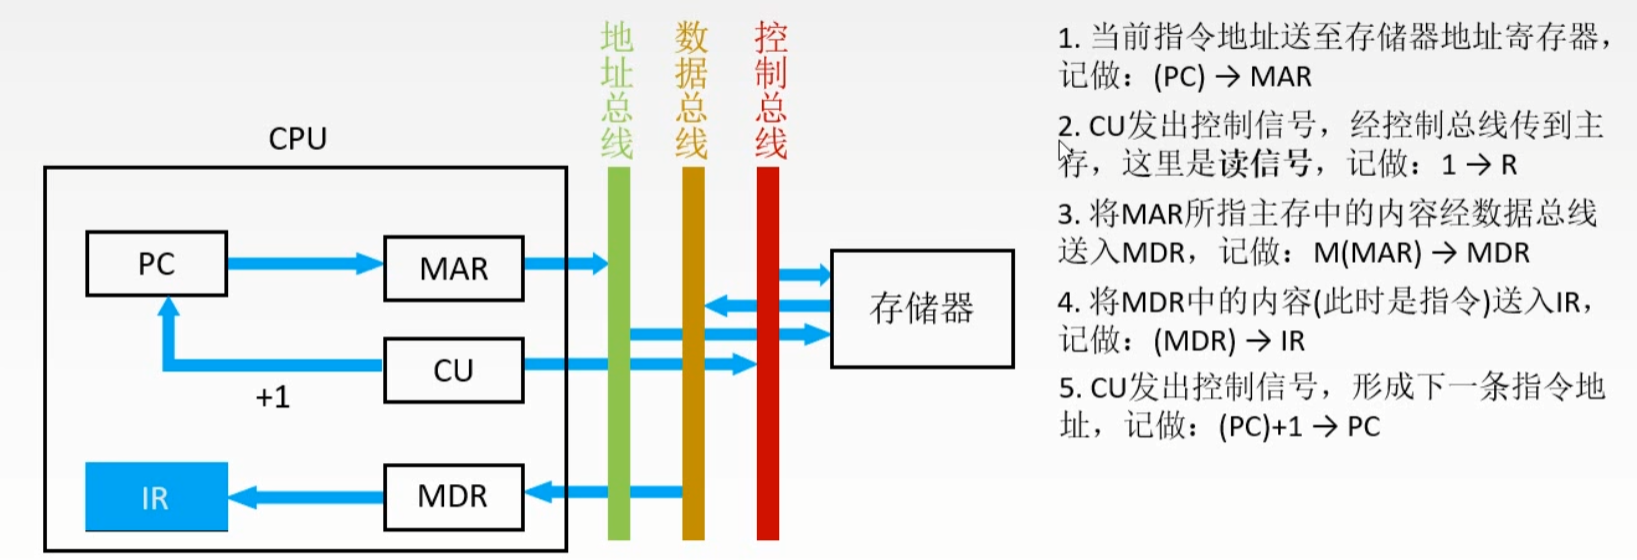 地址总线
数据总线
控制总线
CPU
PC
MAR
CU
+1
IR
MDR
存储器
1. 当前指令地址送至存储器地址寄存器，
记做：(PC) → MAR
2. CU发出控制信号，经控制总线传到主
存，这里是读信号，记做：1 → R
3. 将MAR所指主存中的内容经数据总线
送入MDR，记做：M(MAR) → MDR
4. 将MDR中的内容(此时是指令)送入IR，
记做：(MDR) → IR
5. CU发出控制信号，形成下一条指令地
址，记做：(PC)+1 → PC